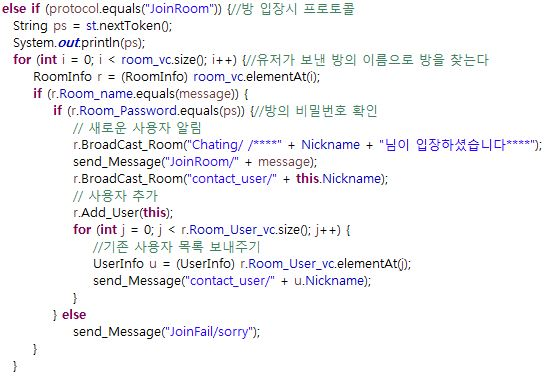 else if (protocol.equals("JoinRoom")) {//방 입장시 프로토콜
String ps = st.nextToken();
System.out.println(ps);
for (int i = 0; i < room_vc.size(); i++) {//유저가 보낸 방의 이름으로 방을 찾는다
RoomInfo r = (RoomInfo) room_vc.elementAt(i);
if (r.Room_name.equals(message)) {
if (r.Room_Password.equals(ps)) {//방의 비밀번호 확인
// 새로운 사용자 알림
r.BroadCast_Room("Chating/ /****" + Nickname + "님이 입장하셨습니다****");
send_Message("JoinRoom/" + message);
r.BroadCast_Room("contact_user/" + this.Nickname);
// 사용자 추가
r.Add_User(this);
for (int j = 0; j < r.Room_User_vc.size(); j++) {
//기존 사용자 목록 보내주기
UserInfo u = (UserInfo) r.Room_User_vc.elementAt(j);
send_Message("contact_user/" + u.Nickname);
}
} else
send_Message("JoinFail/sorry");
}
}